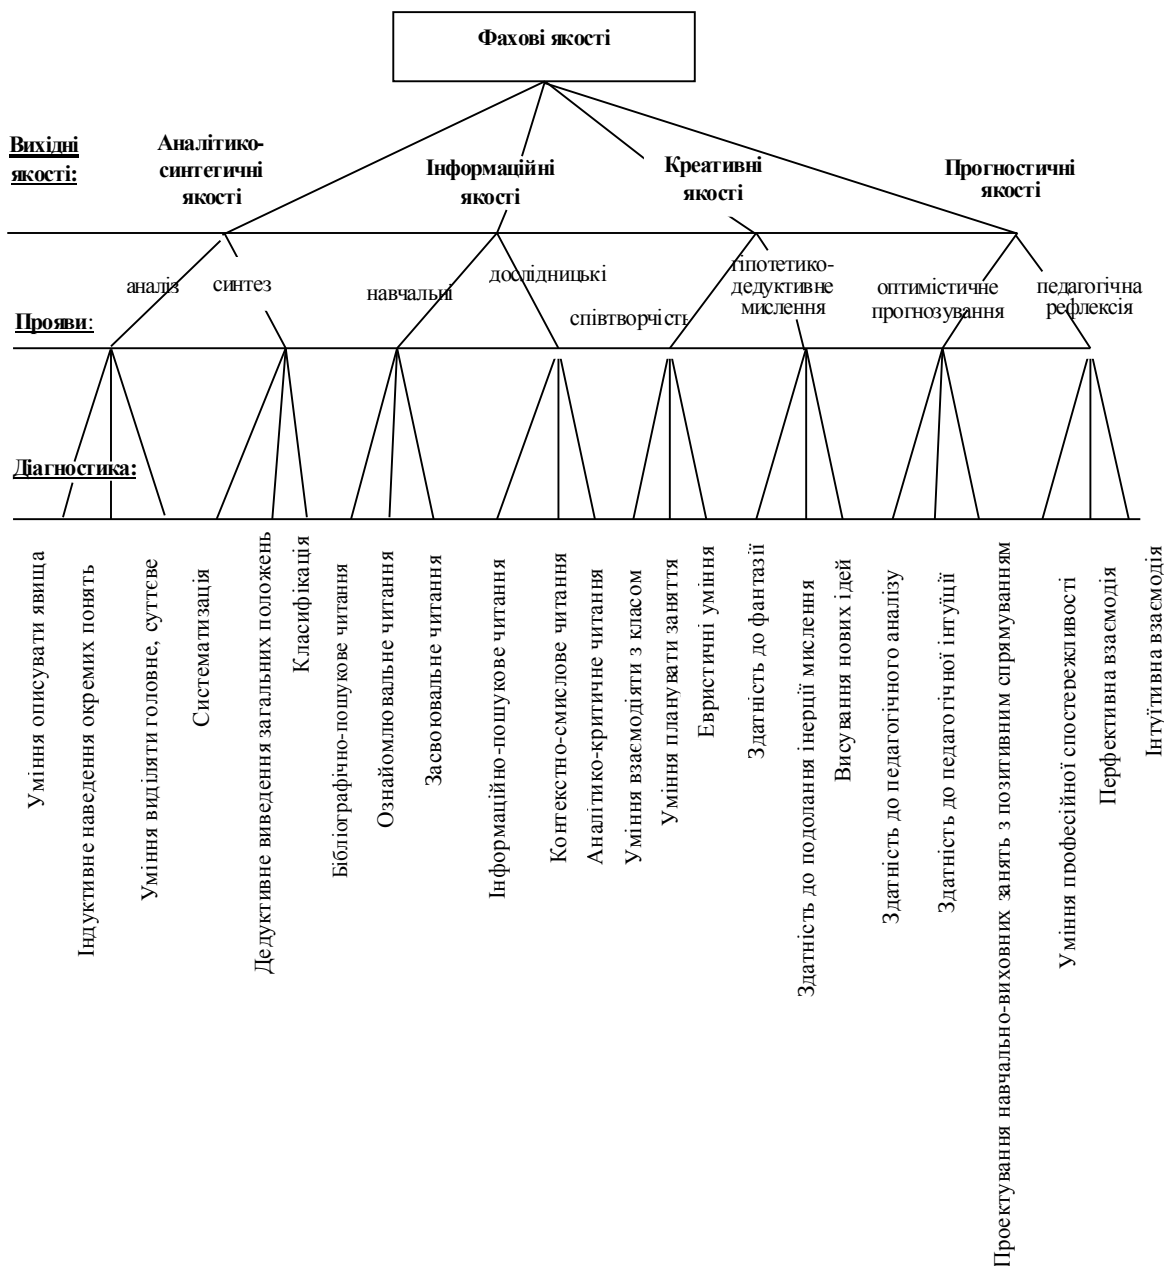 Фахові якості
Вихідні
якості:
Аналітико-
синтетичні
якості
Інформаційні
якості
Креативні
якості
Прогностичні
якості
аналіз
синтез
навчальні
дослідницькі
співтворчість
гіпотетико-
дедуктивне
мислення
оптимістичне
прогнозування
педагогічна
рефлексія
Прояви:
Діагностика:
Уміння описувати явища
Індуктивне наведення окремих понять
Уміння виділяти головне, суттєве
Систематизація
Дедуктивне виведення загальних положень
Класифікація
Бібліографічно-пошукове читання
Ознайомлювальне читання
Засвоювальне читання
Інформаційно-пошукове читання
Контекстно-смислове читання
Аналітико-критичне читання
Уміння взаємодіяти з класом
Уміння планувати заняття
Евристичні уміння
Здатність до фантазії
Здатність до подолання інерції мислення
Висування нових ідей
Здатність до педагогічного аналізу
Здатність до педагогічної інтуїції
Проектування навчально-виховних занять з позитивним спрямуванням
Уміння професійної спостережливості
Перфективна взаємодія
Інтуїтивна взаємодія